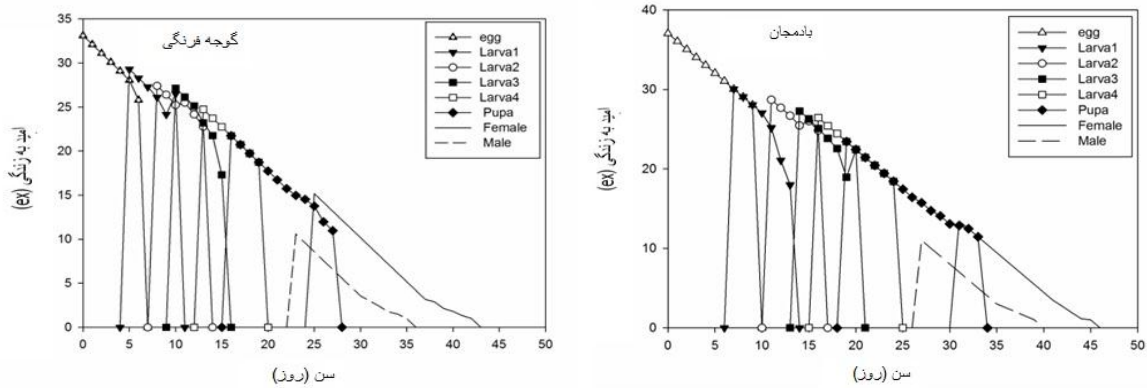 گوجه فرنگی
egg
Larva1
Larva2
Larva3
Larva4
Pupa
Female
Male
امید به زندگی (ex)
35
30
25
20
15
10
5
0
0 5 10 15 20 25 30 35 40 45 50
سن (روز)
بادمجان
egg
Larva1
Larva2
Larva3
Larva4
Pupa
Female
Male
امید به زندگی (ex)
40
30
20
10
0
0 5 10 15 20 25 30 35 40 45 50
سن (روز)